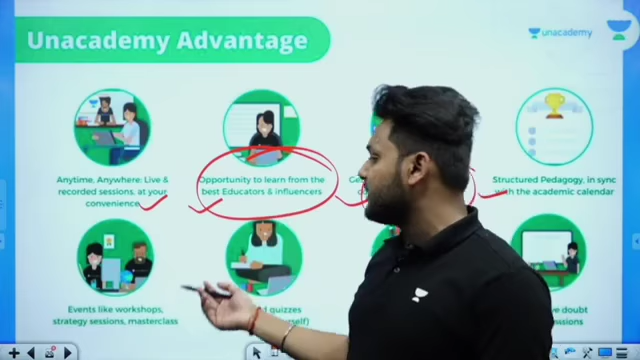 Unacademy Advantage
unacademy
Anytime, Anywhere: Live &
recorded sessions, at your
convenience
Opportunity to learn from the
best Educators & influencers
Structured Pedagogy, in sync
with the academic calendar
Events like workshops,
strategy sessions, masterclass
quizzes
doubt